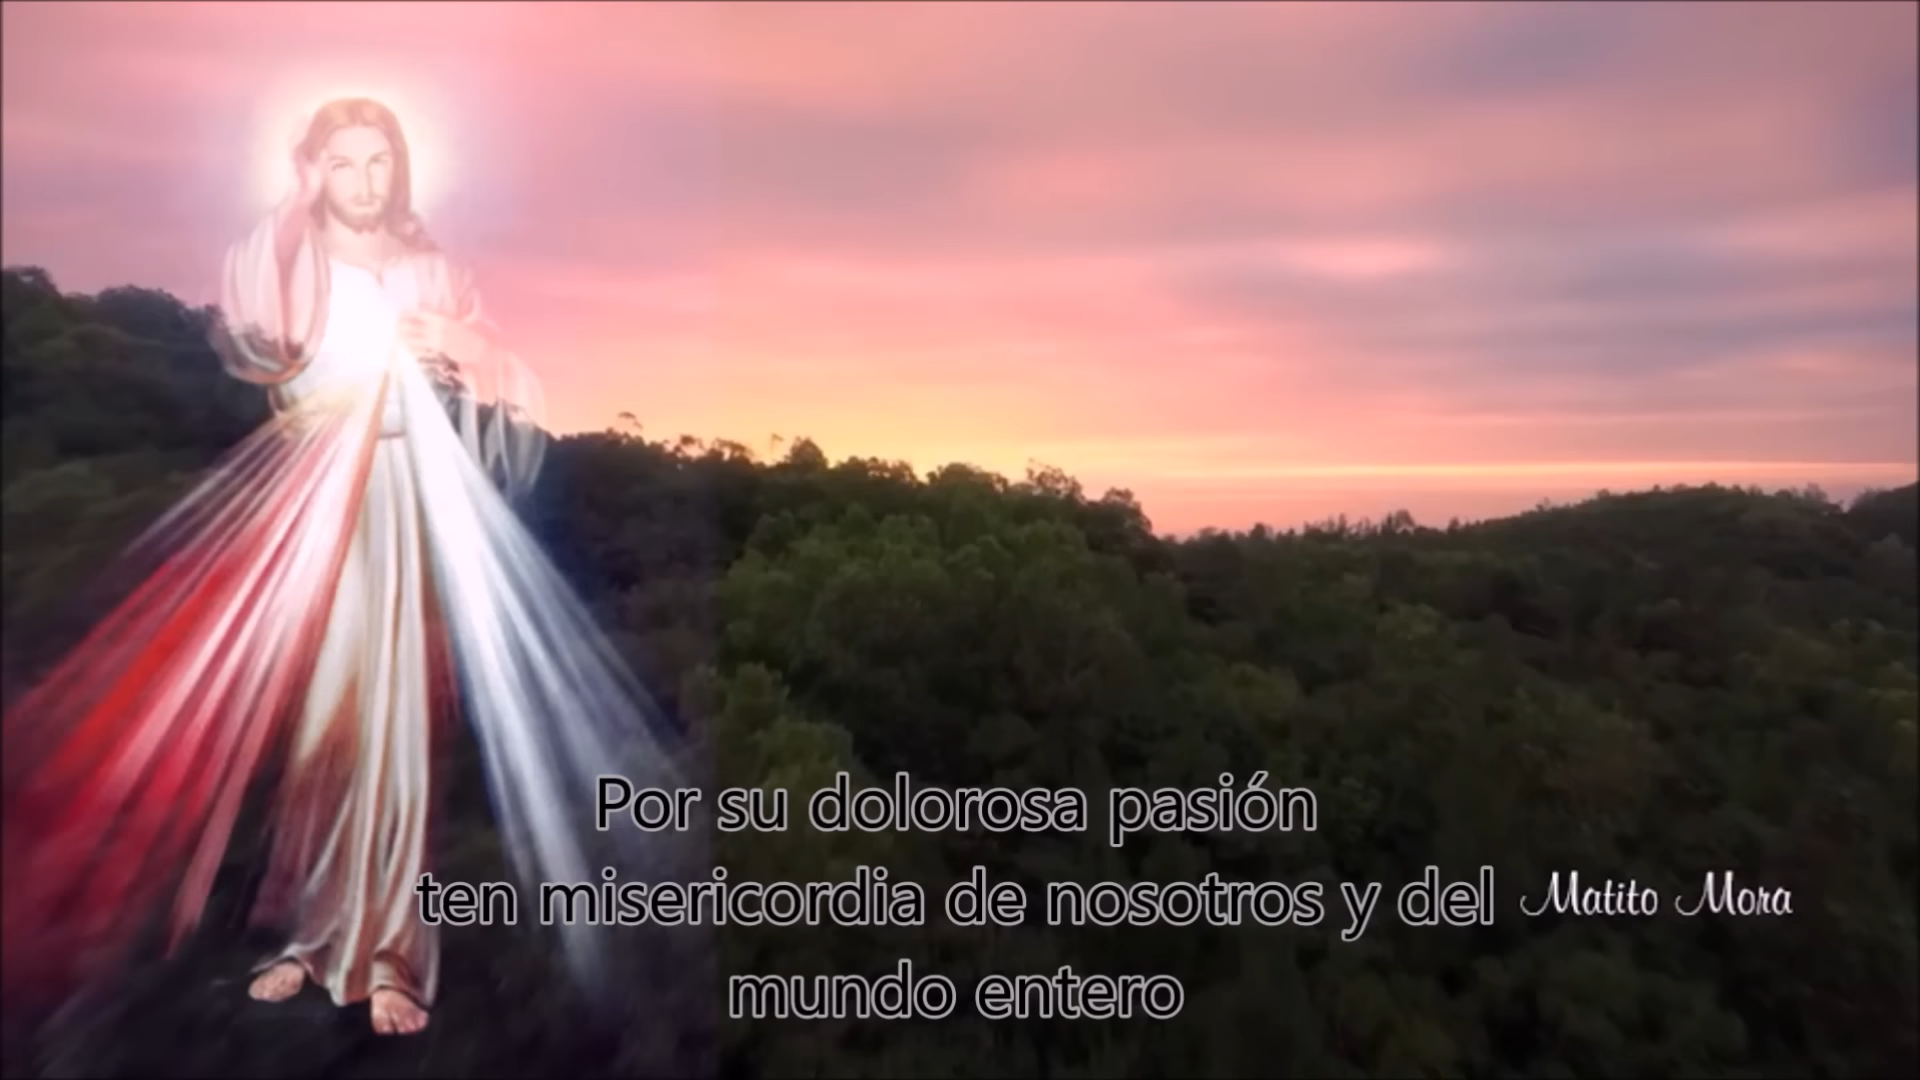 Por su dolorosa pasión
ten misericordia de nosotros y del
mundo entero
Matito Mora